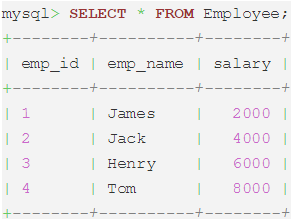 mysql> SELECT * FROM Employee;
+--------+----------+--------+
| emp_id | emp_name | salary |
+--------+----------+--------+
| 1      | James    |   2000 |
| 2      | Jack     |   4000 |
| 3      | Henry    |   6000 |
| 4      | Tom      |   8000 |
+--------+----------+--------+